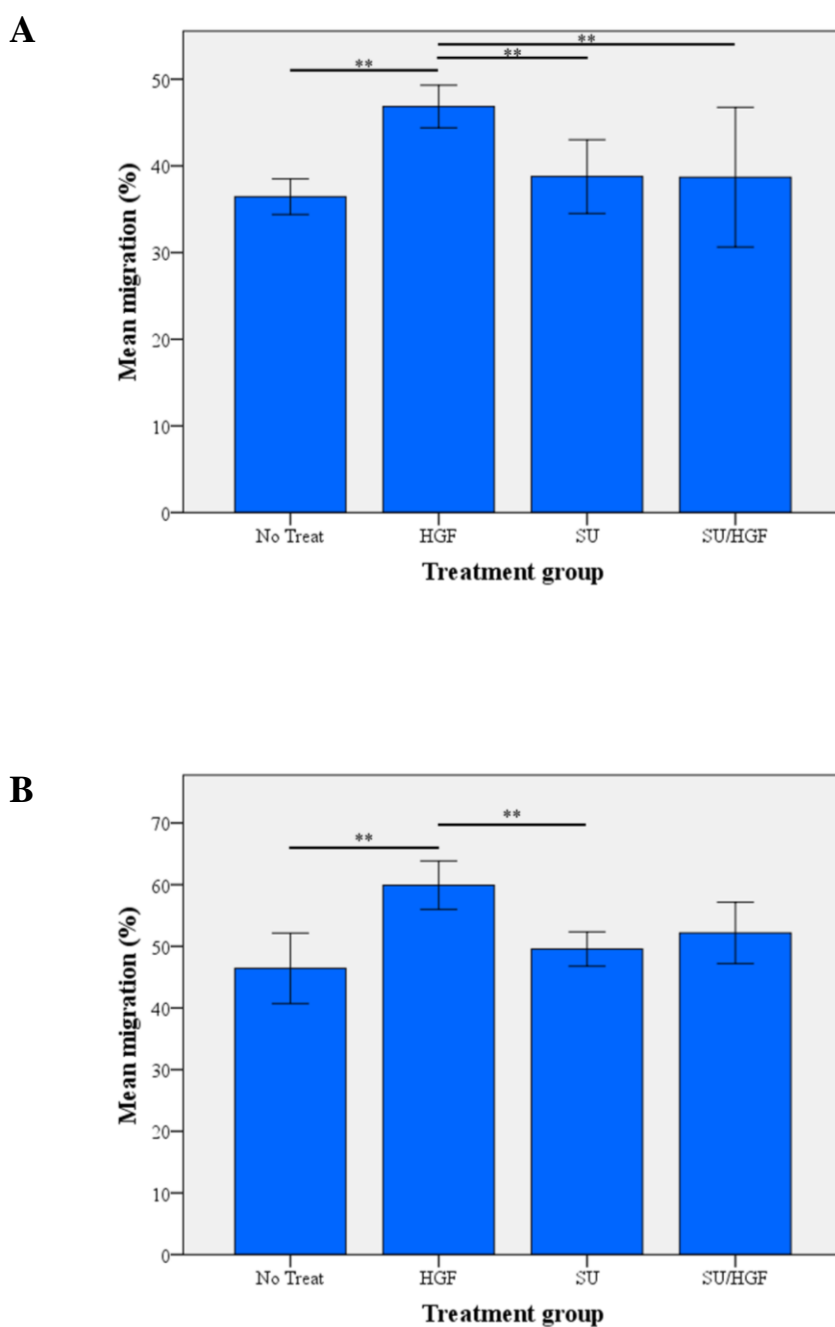 A
**
**
**
50
40
30
20
10
0
Mean migration (%)
No Treat HGF SU SU/HGF
Treatment group
B
**
**
70
60
50
40
30
20
10
0
Mean migration (%)
No Treat HGF SU SU/HGF
Treatment group